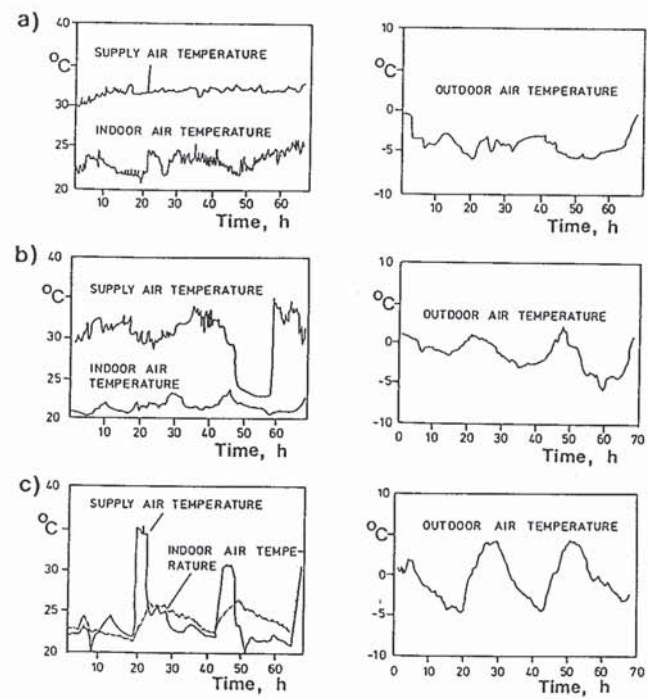 a)
40
°C
30
25
20
SUPPLY AIR TEMPERATURE
INDOOR AIR TEMPERATURE
0 10 20 30 40 50 60
Time, h
°C
0
-5
-10
OUTDOOR AIR TEMPERATURE
10 20 30 40 50 60
Time, h
b)
40
°C
30
25
20
SUPPLY AIR TEMPERATURE
INDOOR AIR
TEMPERATURE
10 20 30 40 50 60
Time, h
10
°C
0
-5
-10
OUTDOOR AIR TEMPERATURE
0 10 20 30 40 50 60 70
Time, h
c)
40
°C
30
25
20
SUPPLY AIR TEMPERATURE
INDOOR AIR TEMPE-
RATURE
10 20 30 40 50 60
Time, h
10
°C
0
-5
-10
OUTDOOR AIR TEMPERATURE
0 10 20 30 40 50 60 70
Time, h